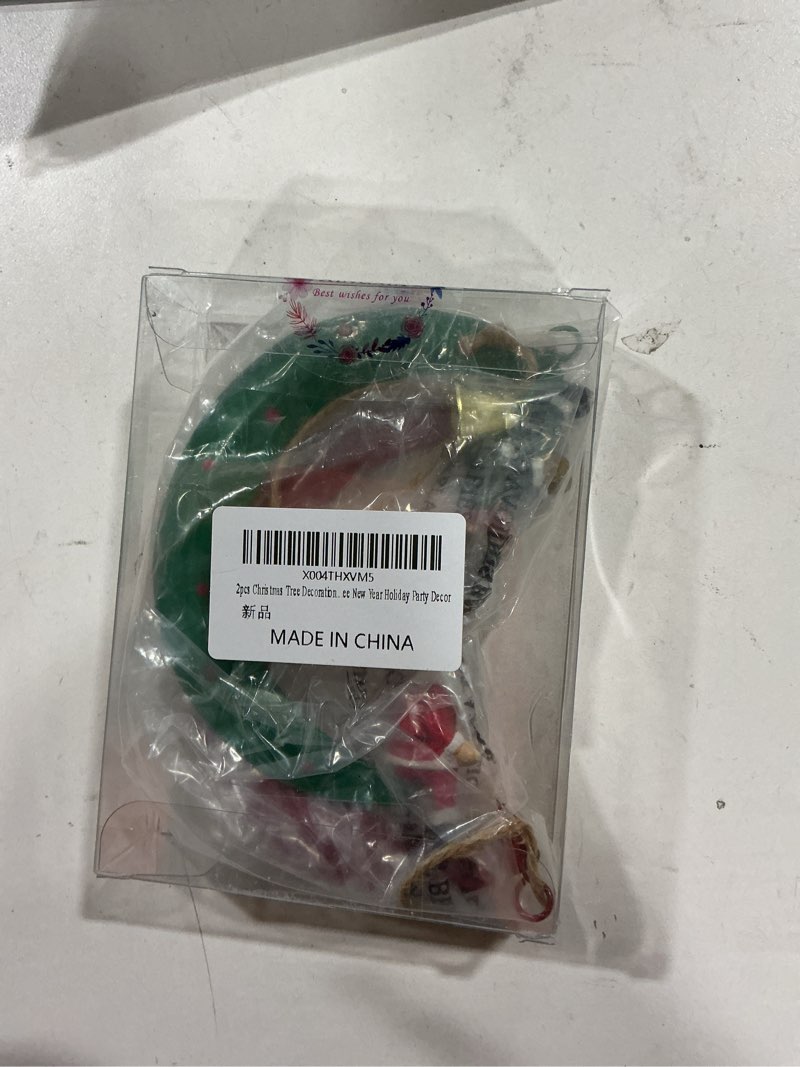 Best wishes for you
X004THXVM5
2pcs Christmas Tree Decoration...ee New Year Holiday Party Decor
新品
MADE IN CHINA